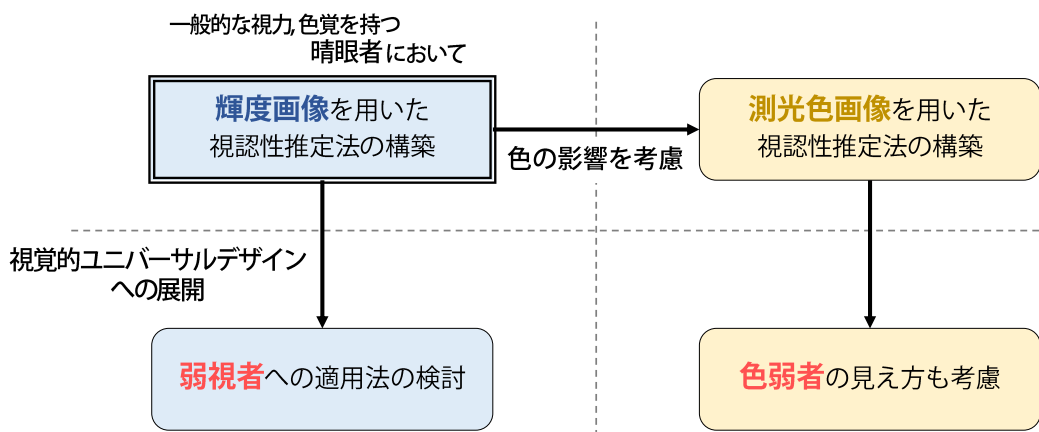 一般的な視力, 色覚を持つ
晴眼者において
輝度画像を用いた
視認性推定法の構築
色の影響を考慮
測光色画像を用いた
視認性推定法の構築
視覚的ユニバーサルデザイン
への展開
弱視者への適用法の検討
色弱者の見え方も考慮